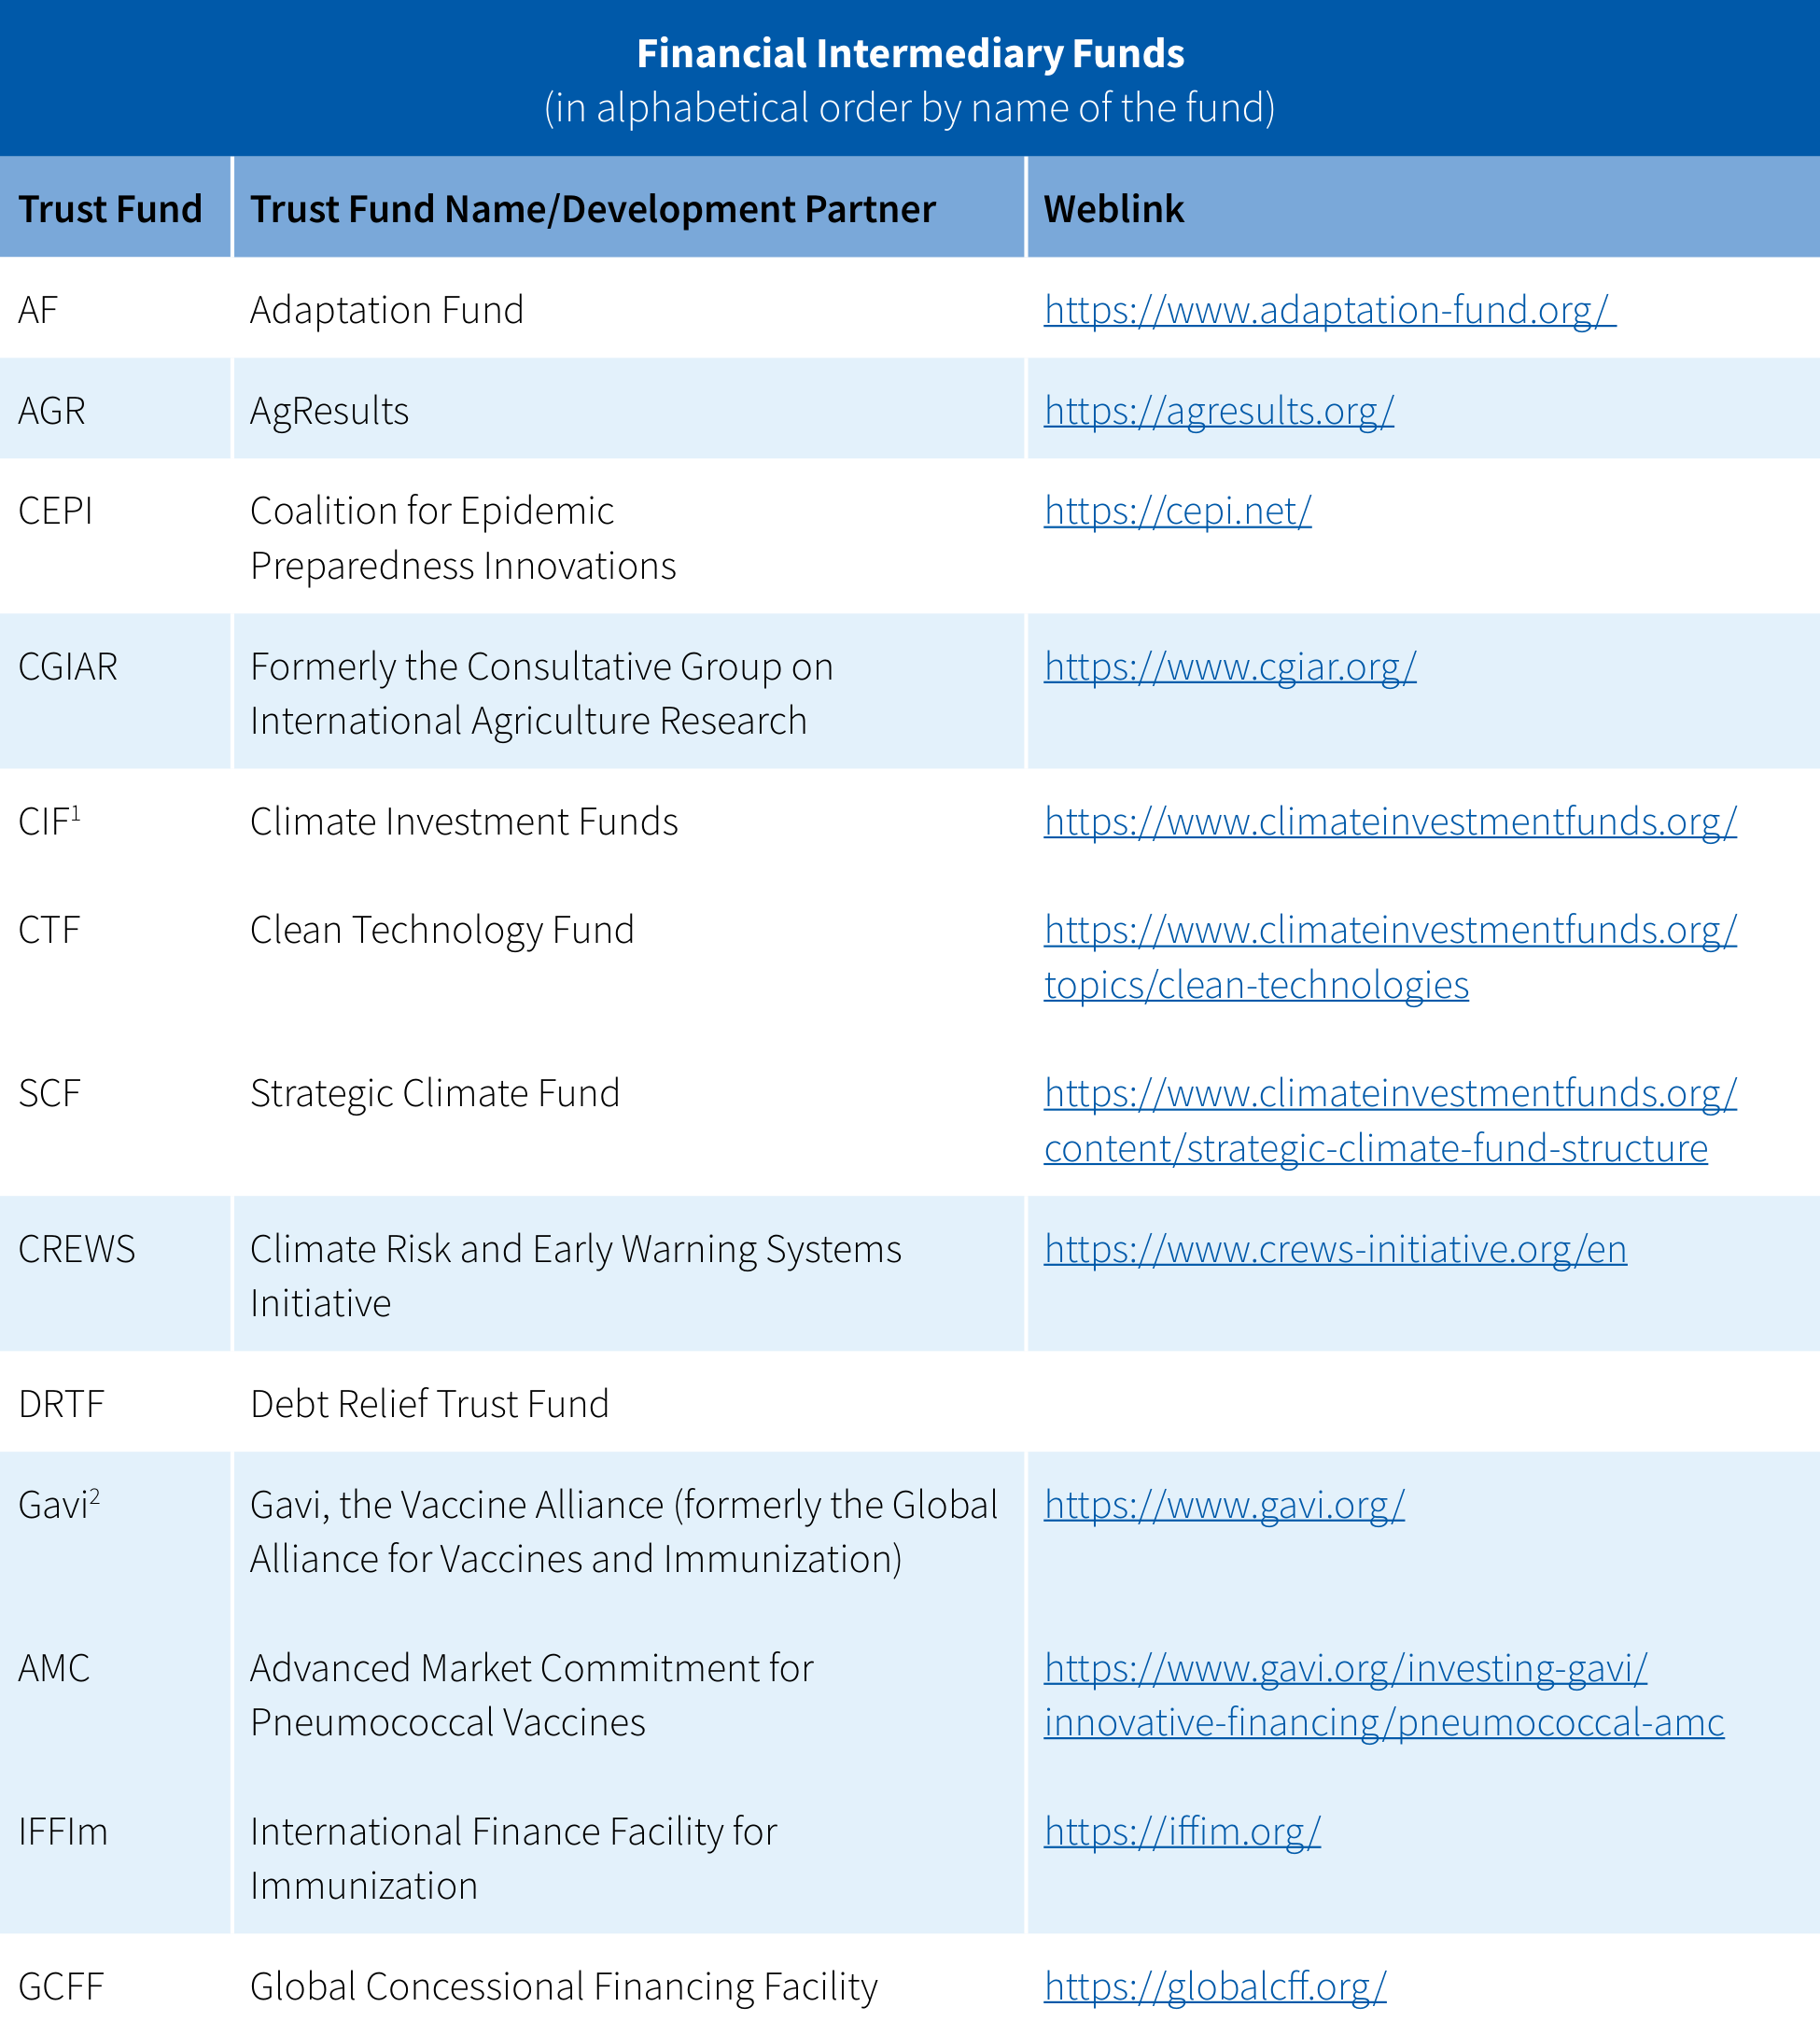 Financial Intermediary Funds
(in alphabetical order by name of the fund)
Trust Fund Trust Fund Name/Development Partner Weblink
AF Adaptation Fund https://www.adaptation-fund.org/
AGR AgResults https://agresults.org/
CEPI Coalition for Epidemic https://cepi.net/
Preparedness Innovations
CGIAR Formerly the Consultative Group on https://www.cgiar.org/
International Agriculture Research
CIF¹ Climate Investment Funds https://www.climateinvestmentfunds.org/
CTF Clean Technology Fund https://www.climateinvestmentfunds.org/
topics/clean-technologies
SCF Strategic Climate Fund https://www.climateinvestmentfunds.org/
content/strategic-climate-fund-structure
CREWS Climate Risk and Early Warning Systems https://www.crews-initiative.org/en
Initiative
DRTF Debt Relief Trust Fund
Gavi² Gavi, the Vaccine Alliance (formerly the Global https://www.gavi.org/
Alliance for Vaccines and Immunization)
AMC Advanced Market Commitment for https://www.gavi.org/investing-gavi/
Pneumococcal Vaccines innovative-financing/pneumococcal-amc
IFFIm International Finance Facility for https://iffim.org/
Immunization
GCFF Global Concessional Financing Facility https://globalcff.org/